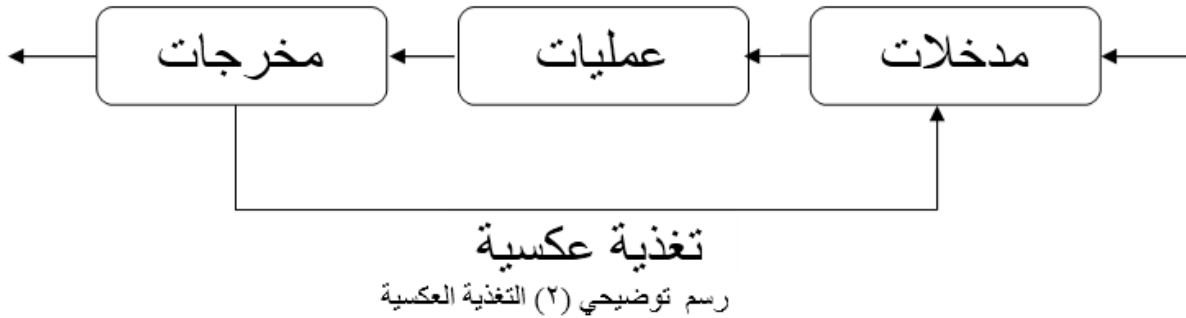 مدخلات
عمليات
مخرجات
تغذية عكسية
رسم توضيحي (٢) التغذية العكسية